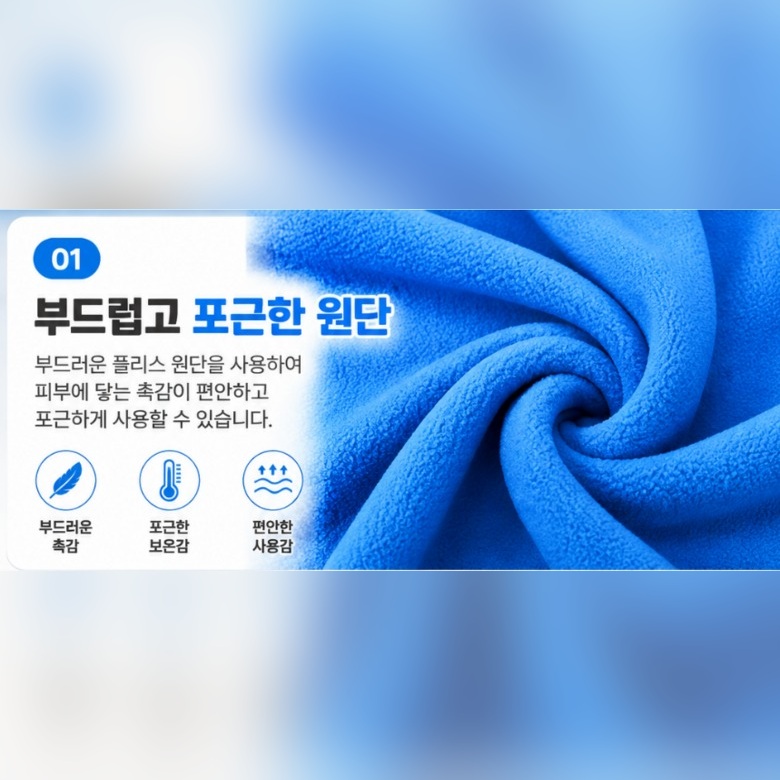 01
부드럽고 포근한 원단
부드러운 플리스 원단을 사용하여
피부에 닿는 촉감이 편안하고
포근하게 사용할 수 있습니다.
부드러운
촉감
포근한
보온감
편안한
사용감